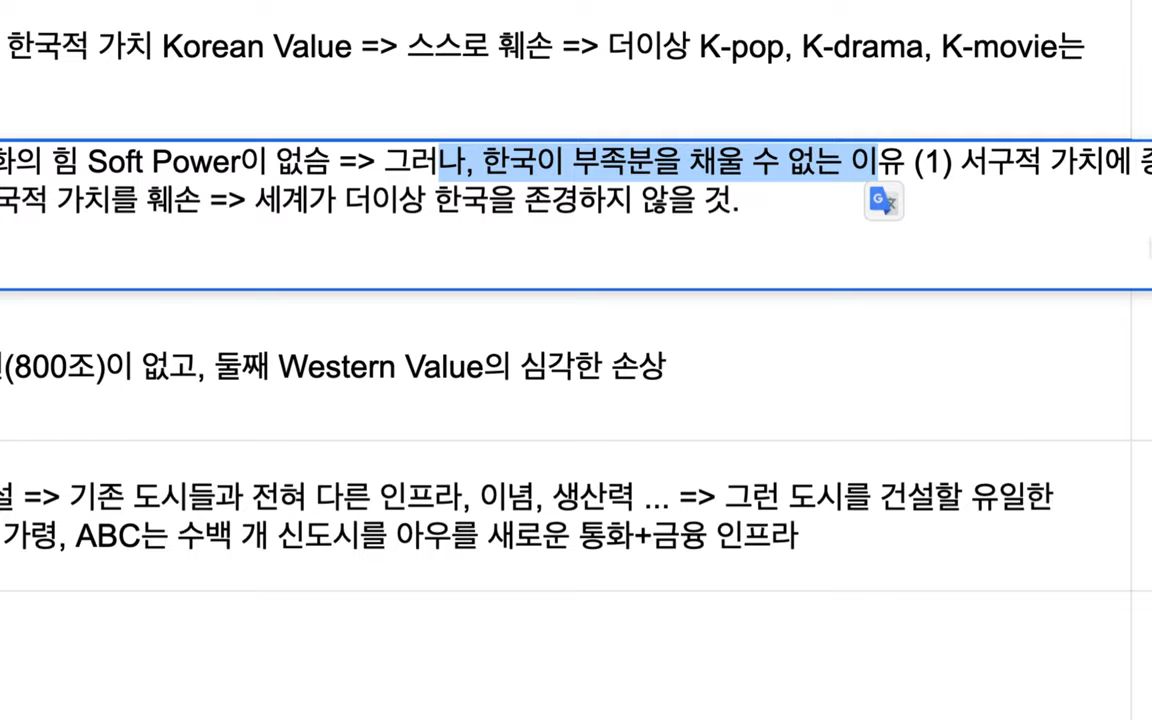 한국적 가치 Korean Value => 스스로 훼손 => 더이상 K-pop, K-drama, K-movie는
화의 힘 Soft Power이 없슴 => 그러나, 한국이 부족분을 채울 수 없는 이유 (1) 서구적 가치에
국적 가치를 훼손 => 세계가 더이상 한국을 존경하지 않을 것.
(800조)이 없고, 둘째 Western Value의 심각한 손상
설 => 기존 도시들과 전혀 다른 인프라, 이념, 생산력 ... => 그런 도시를 건설할 유일한
가령, ABC는 수백 개 신도시를 아우를 새로운 통화+금융 인프라